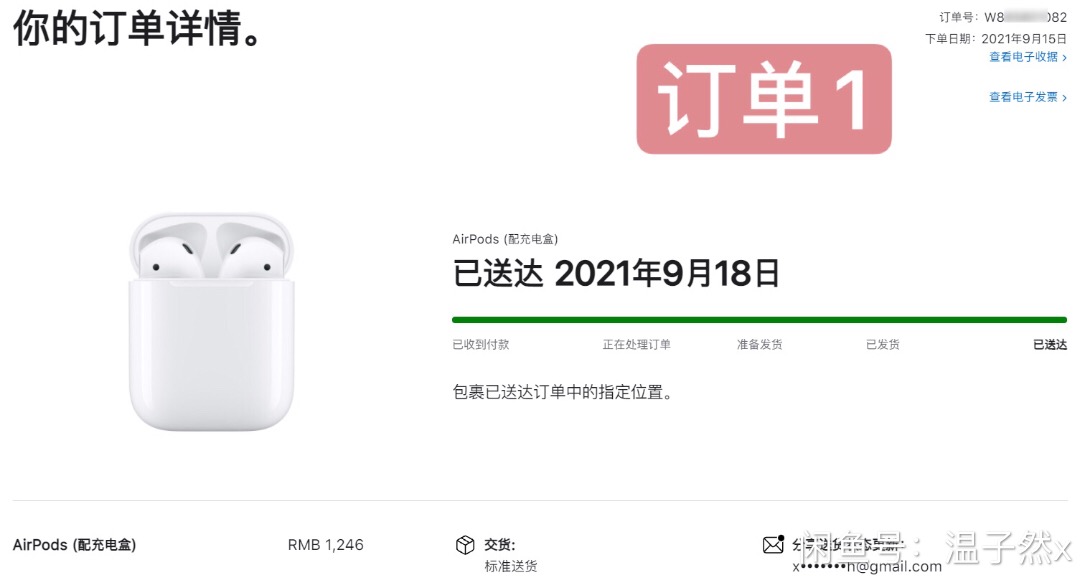 你的订单详情。
订单号: W8 082
下单日期: 2021年9月15日
查看电子收据 >
查看电子发票 >
订单1
AirPods (配充电盒)
已送达 2021年9月18日
已收到付款 正在处理订单 准备发货 已发货 已送达
包裹已送达订单中的指定位置。
AirPods (配充电盒) RMB 1,246 交货:
标准送货
x•••••••n@gmail.com
闲鱼号: 温子然x